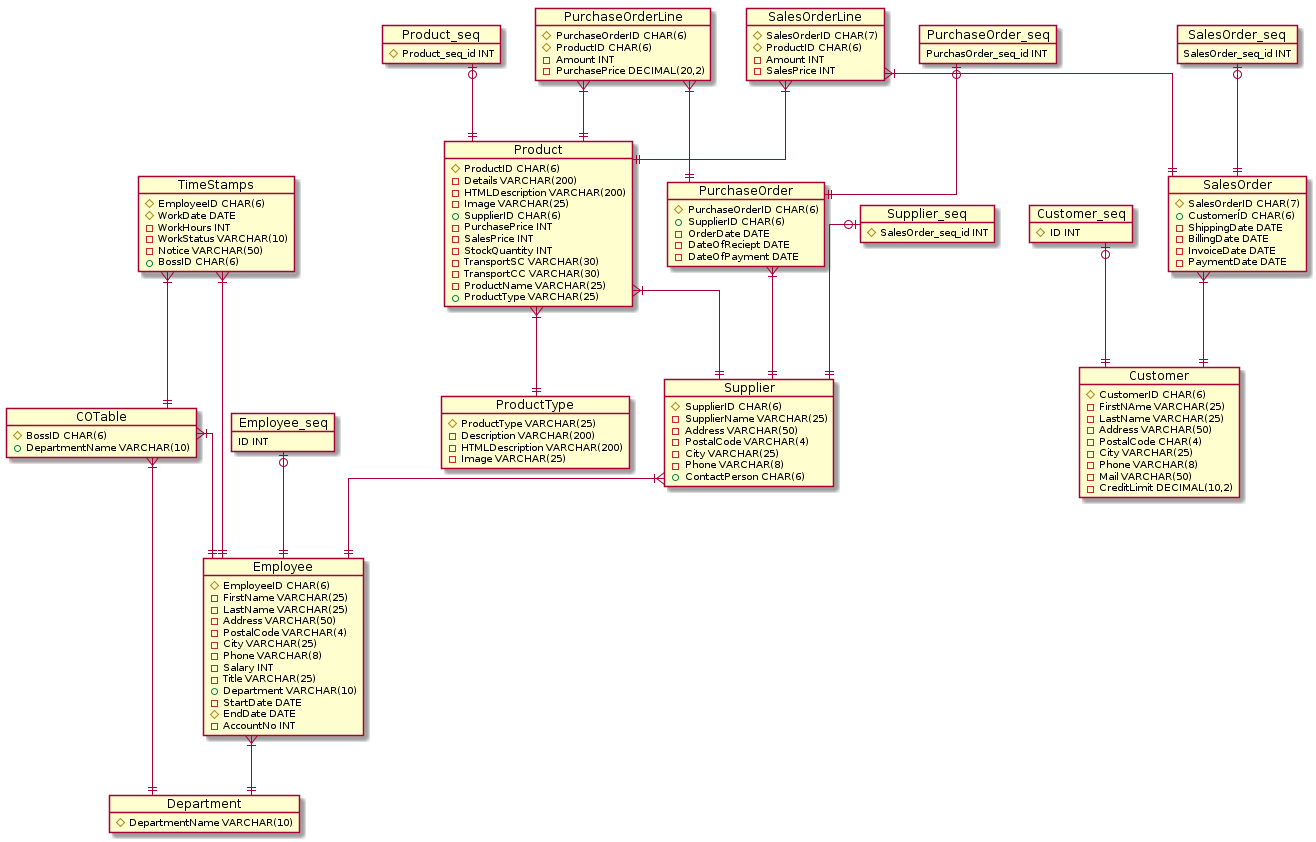 Product_seq
Product_seq_id INT
PurchaseOrderLine
PurchaseOrderID CHAR(6)
ProductID CHAR(6)
Amount INT
PurchasePrice DECIMAL(20,2)
SalesOrderLine
SalesOrderID CHAR(7)
ProductID CHAR(6)
Amount INT
SalesPrice INT
PurchaseOrder_seq
PurchasOrder_seq_id INT
SalesOrder_seq
SalesOrder_seq_id INT
Product
ProductID CHAR(6)
Details VARCHAR(200)
HTMLDescription VARCHAR(200)
Image VARCHAR(25)
SupplierID CHAR(6)
PurchasePrice INT
SalesPrice INT
StockQuantity INT
TransportSC VARCHAR(30)
TransportCC VARCHAR(30)
ProductName VARCHAR(25)
ProductType VARCHAR(25)
TimeStamps
EmployeeID CHAR(6)
WorkDate DATE
WorkHours INT
WorkStatus VARCHAR(10)
Notice VARCHAR(50)
BossID CHAR(6)
PurchaseOrder
PurchaseOrderID CHAR(6)
SupplierID CHAR(6)
OrderDate DATE
DateOfReciept DATE
DateOfPayment DATE
Supplier_seq
SalesOrder_seq_id INT
Customer_seq
ID INT
SalesOrder
SalesOrderID CHAR(7)
CustomerID CHAR(6)
ShippingDate DATE
BillingDate DATE
InvoiceDate DATE
PaymentDate DATE
COTable
BossID CHAR(6)
DepartmentName VARCHAR(10)
Employee_seq
ID INT
ProductType
ProductType VARCHAR(25)
Description VARCHAR(200)
HTMLDescription VARCHAR(200)
Image VARCHAR(25)
Supplier
SupplierID CHAR(6)
SupplierName VARCHAR(25)
Address VARCHAR(50)
PostalCode VARCHAR(4)
City VARCHAR(25)
Phone VARCHAR(8)
ContactPerson CHAR(6)
Customer
CustomerID CHAR(6)
FirstNAme VARCHAR(25)
LastName VARCHAR(25)
Address VARCHAR(50)
PostalCode CHAR(4)
City VARCHAR(25)
Phone VARCHAR(8)
Mail VARCHAR(50)
CreditLimit DECIMAL(10,2)
Employee
EmployeeID CHAR(6)
FirstName VARCHAR(25)
LastName VARCHAR(25)
Address VARCHAR(50)
PostalCode VARCHAR(4)
City VARCHAR(25)
Phone VARCHAR(8)
Salary INT
Title VARCHAR(25)
Department VARCHAR(10)
StartDate DATE
EndDate DATE
AccountNo INT
Department
DepartmentName VARCHAR(10)